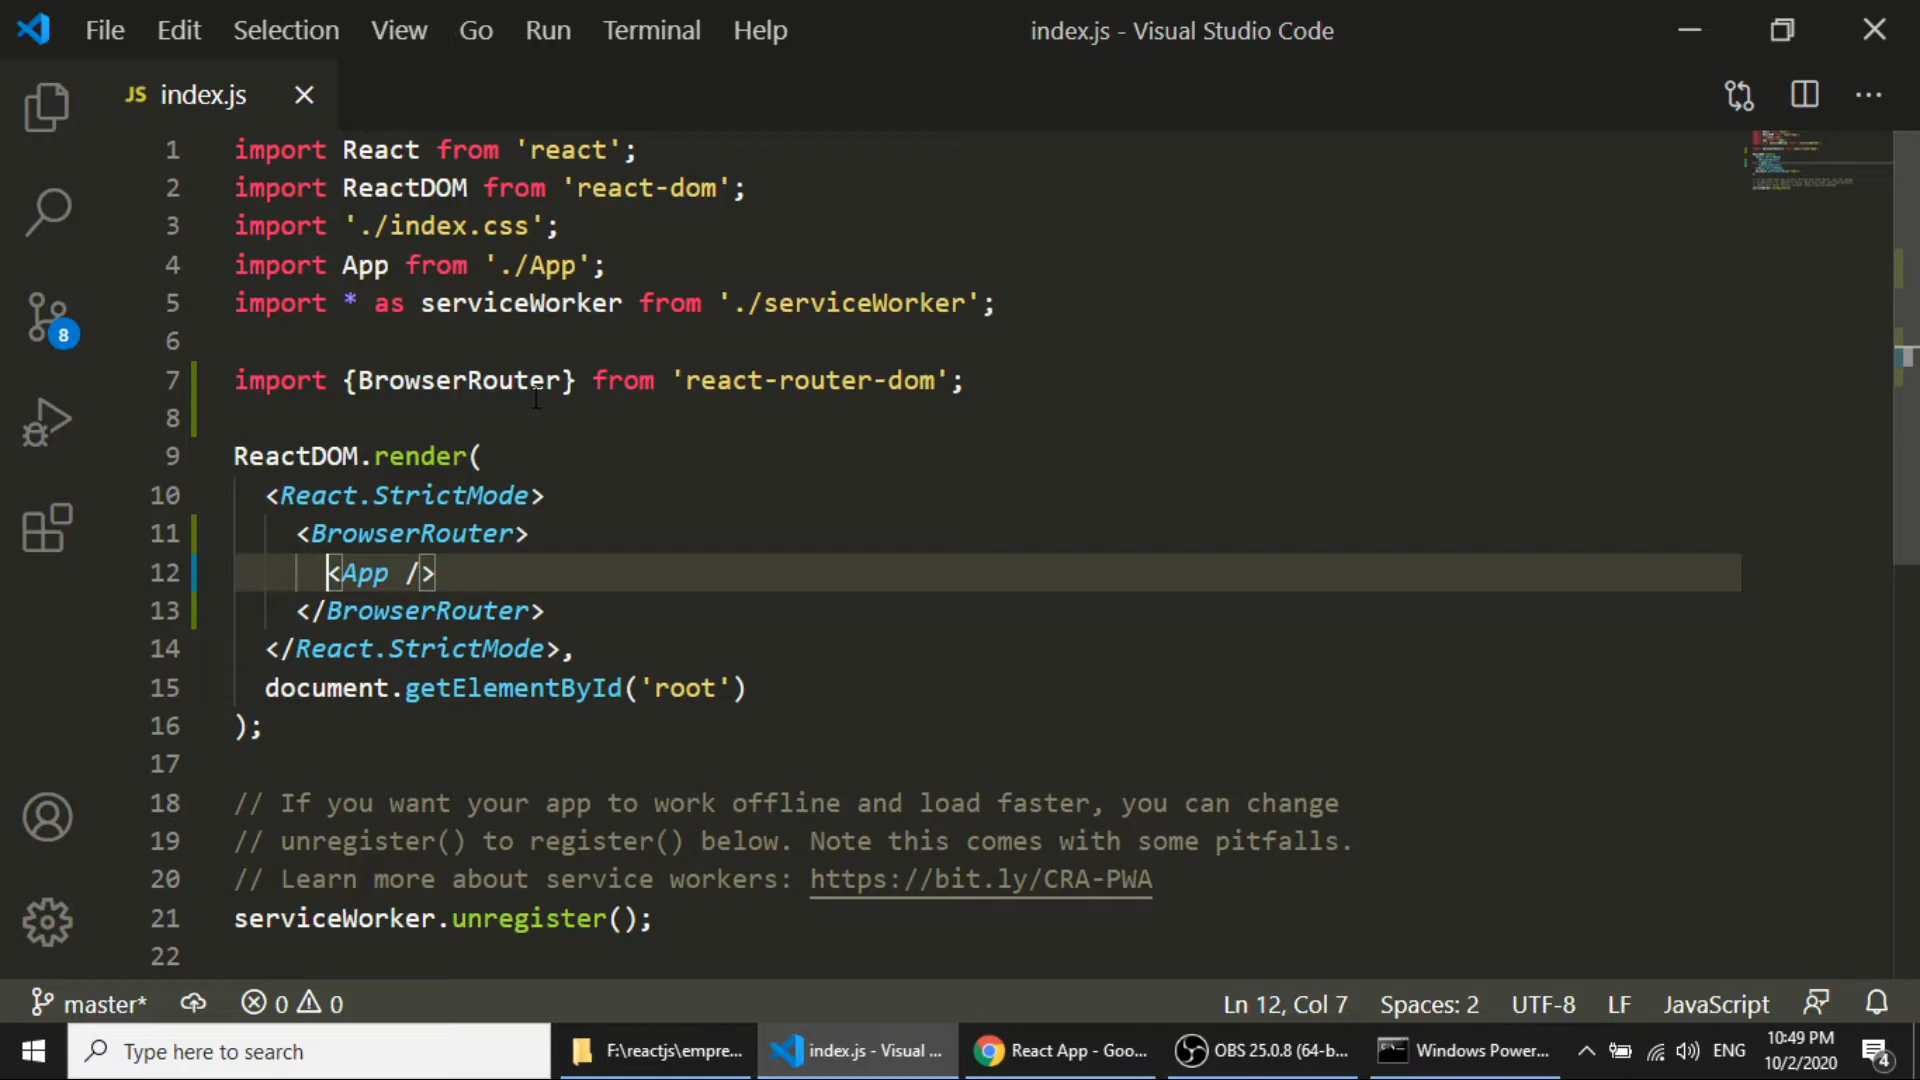 File Edit Selection View Go Run Terminal Help index.js - Visual Studio Code
JS index.js
1 import React from 'react';
2 import ReactDOM from 'react-dom';
3 import './index.css';
4 import App from './App';
5 import * as serviceWorker from './serviceWorker';
6
7 import {BrowserRouter} from 'react-router-dom';
8
9 ReactDOM.render(
10 <React.StrictMode>
11 <BrowserRouter>
12 <App />
13 </BrowserRouter>
14 </React.StrictMode>,
15 document.getElementById('root')
16 );
17
18 // If you want your app to work offline and load faster, you can change
19 // unregister() to register() below. Note this comes with some pitfalls.
20 // Learn more about service workers: https://bit.ly/CRA-PWA
21 serviceWorker.unregister();
22
8
master* 0 0 Ln 12, Col 7 Spaces: 2 UTF-8 LF JavaScript
Type here to search F:\reactjs\empre... index.js - Visual ... React App - Goo... OBS 25.0.8 (64-b... Windows Power... ENG 10:49 PM
10/2/2020 4